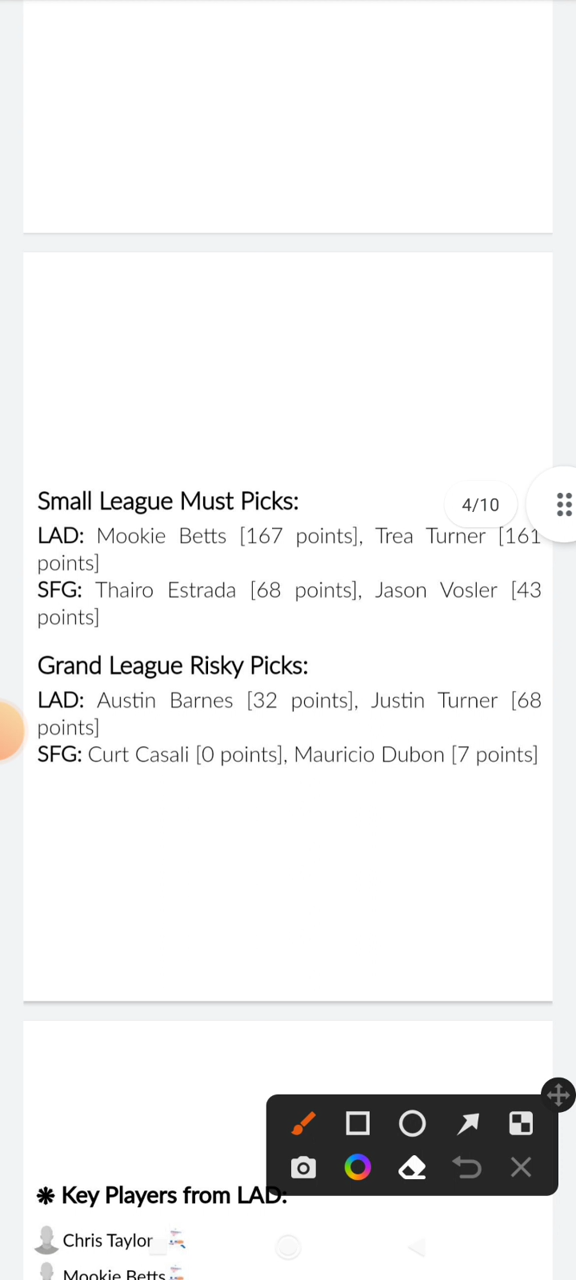 Small League Must Picks:
4/10
LAD: Mookie Betts [167 points], Trea Turner [161
points]
SFG: Thairo Estrada [68 points], Jason Vosler [43
points]
Grand League Risky Picks:
LAD: Austin Barnes [32 points], Justin Turner [68
points]
SFG: Curt Casali [0 points], Mauricio Dubon [7 points]
❋ Key Players from LAD:
Chris Taylor
Mookie Betts